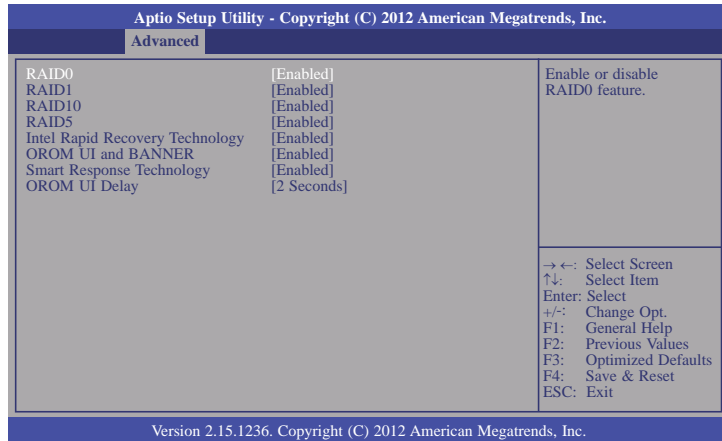 Aptio Setup Utility - Copyright (C) 2012 American Megatrends, Inc.
Advanced
RAID0 [Enabled]
RAID1 [Enabled]
RAID10 [Enabled]
RAID5 [Enabled]
Intel Rapid Recovery Technology [Enabled]
OROM UI and BANNER [Enabled]
Smart Response Technology [Enabled]
OROM UI Delay [2 Seconds]
Enable or disable
RAID0 feature.
→ ←: Select Screen
↑↓: Select Item
Enter: Select
+/-: Change Opt.
F1: General Help
F2: Previous Values
F3: Optimized Defaults
F4: Save & Reset
ESC: Exit
Version 2.15.1236. Copyright (C) 2012 American Megatrends, Inc.